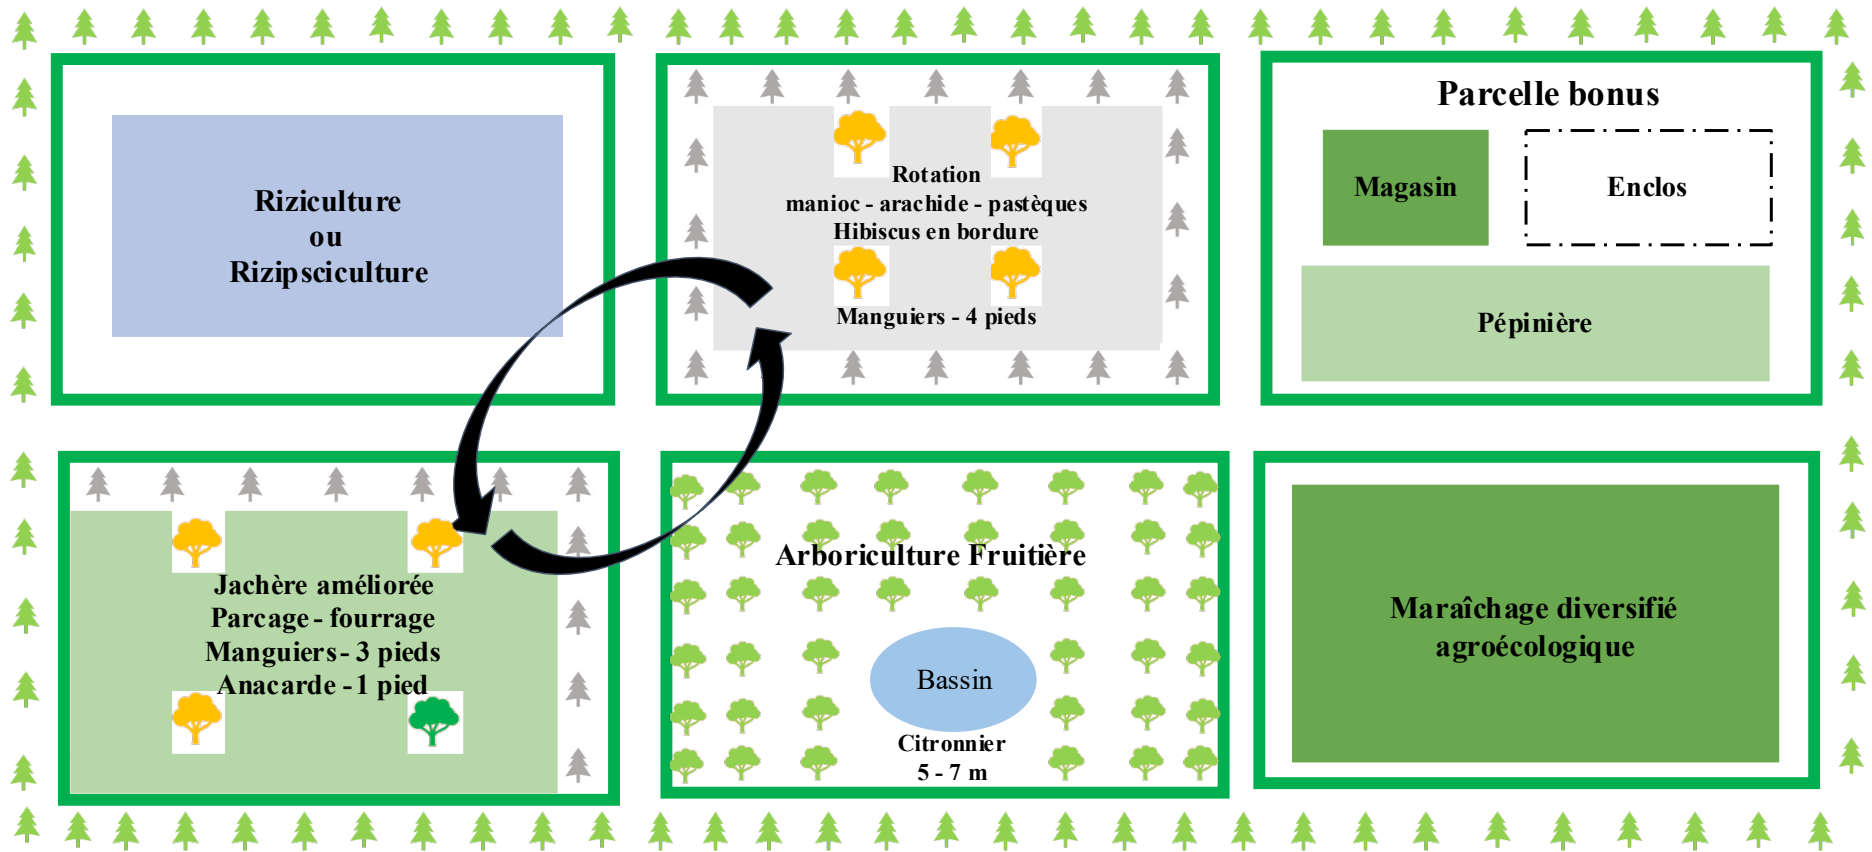 Riziculture
ou
Rizipsciculture
Rotation
manioc - arachide - pastèques
Hibiscus en bordure
Manguiers - 4 pieds
Parcelle bonus
Magasin
Enclos
Pépinière
Jachère améliorée
Parcage - fourrage
Manguiers - 3 pieds
Anacarde - 1 pied
Arboriculture Fruitière
Bassin
Citronnier
5 - 7 m
Maraîchage diversifié
agroécologique